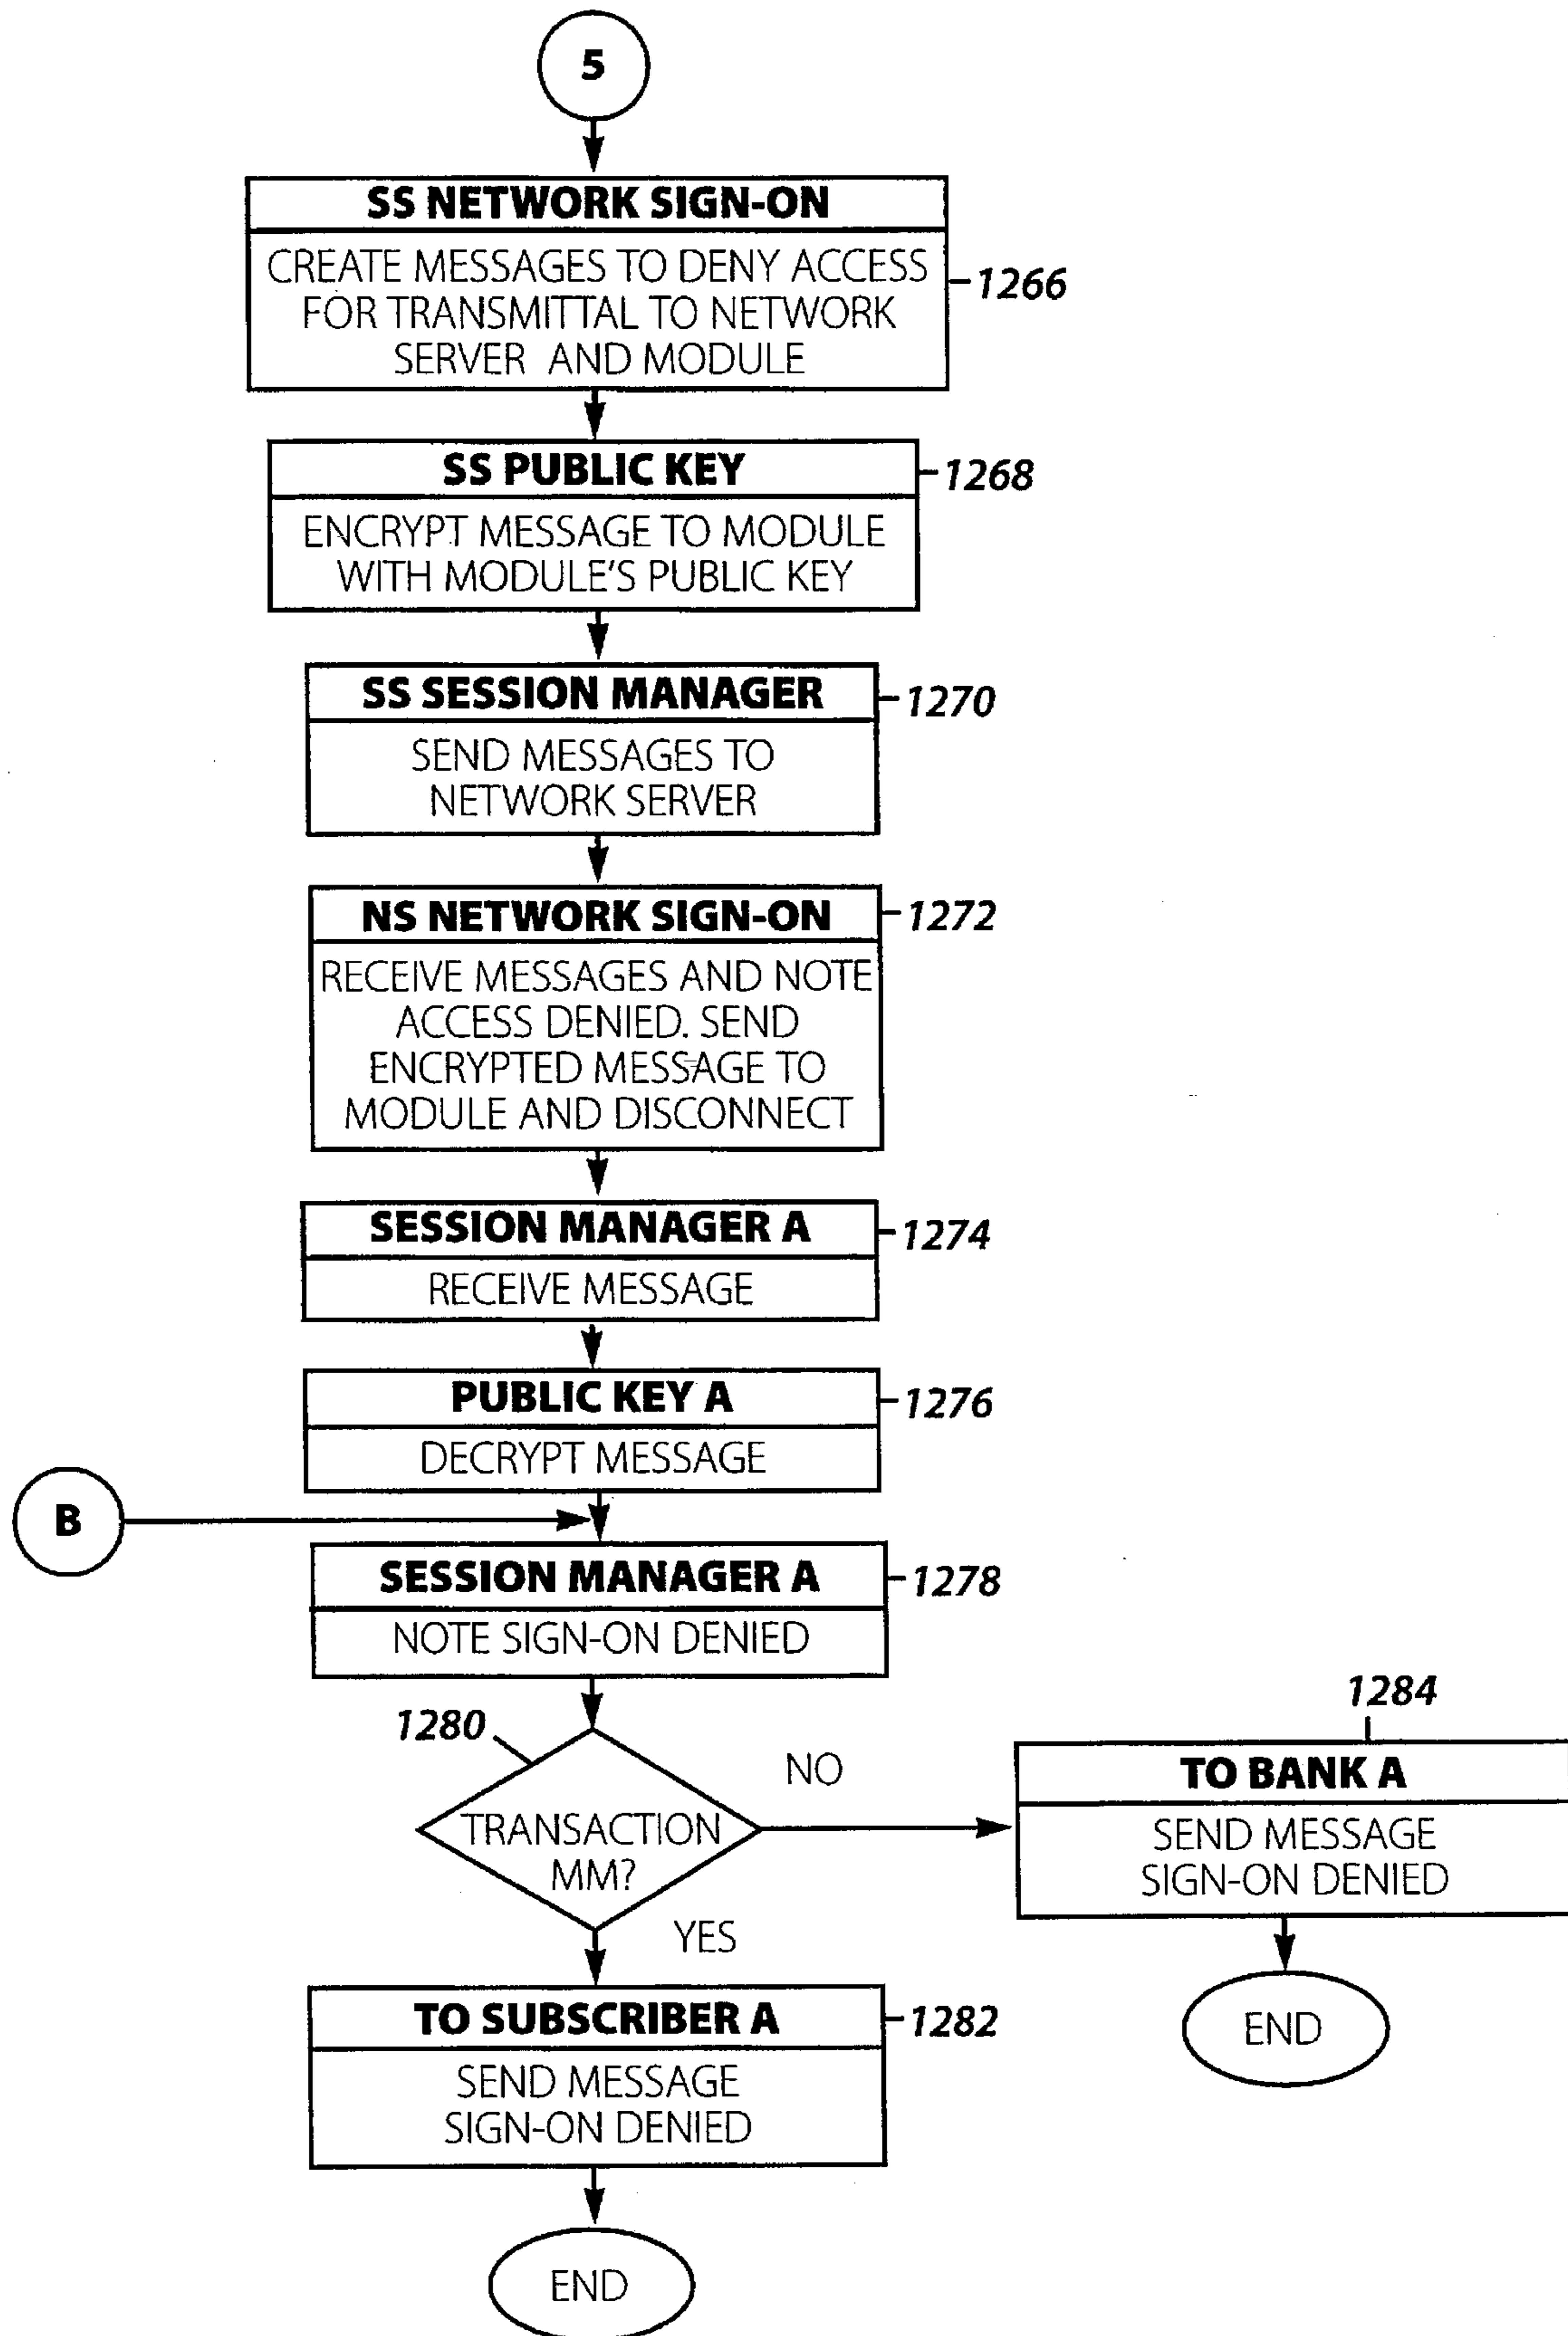 5
SS NETWORK SIGN-ON
CREATE MESSAGES TO DENY ACCESS
FOR TRANSMITTAL TO NETWORK
SERVER AND MODULE
1266
SS PUBLIC KEY
1268
ENCRYPT MESSAGE TO MODULE
WITH MODULE'S PUBLIC KEY
SS SESSION MANAGER
1270
SEND MESSAGES TO
NETWORK SERVER
NS NETWORK SIGN-ON
1272
RECEIVE MESSAGES AND NOTE
ACCESS DENIED. SEND
ENCRYPTED MESSAGE TO
MODULE AND DISCONNECT
SESSION MANAGER A
1274
RECEIVE MESSAGE
PUBLIC KEY A
1276
DECRYPT MESSAGE
B
SESSION MANAGER A
1278
NOTE SIGN-ON DENIED
1280
TRANSACTION
MM?
NO
1284
TO BANK A
SEND MESSAGE
SIGN-ON DENIED
END
YES
TO SUBSCRIBER A
1282
SEND MESSAGE
SIGN-ON DENIED
END